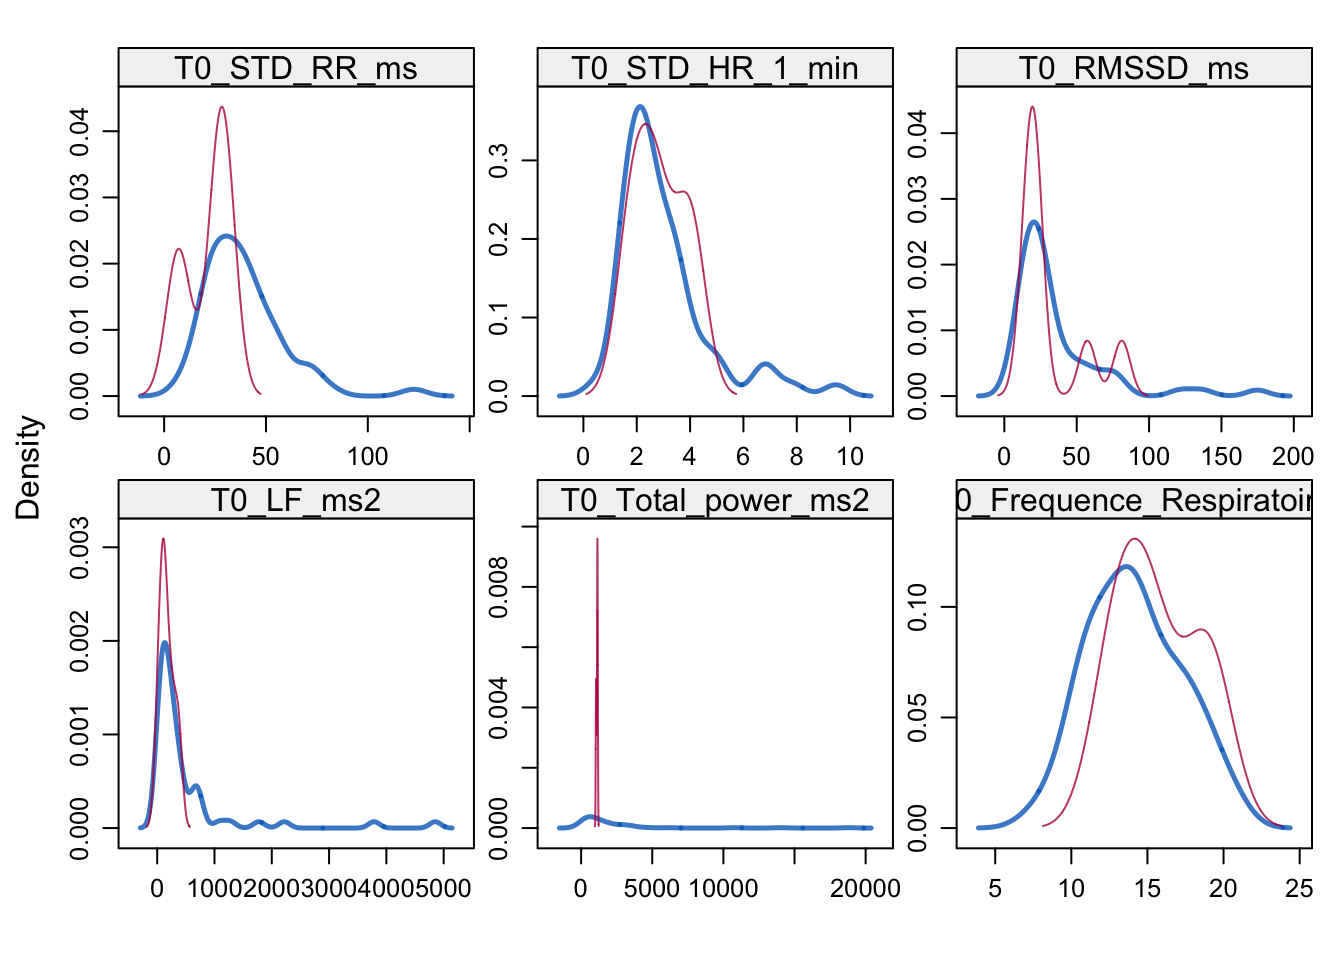 T0_STD_RR_ms
T0_STD_HR_1_min
T0_RMSSD_ms
0.00 0.01 0.02 0.03 0.04
0.0 0.1 0.2 0.3
0.00 0.01 0.02 0.03 0.04
0 50 100
0 2 4 6 8 10
0 50 100 150 200
Density
T0_LF_ms2
T0_Total_power_ms2
0_Frequence_Respiratoir
0.000 0.001 0.002 0.003
0.000 0.004 0.008
0.00 0.05 0.10
0 1000 2000 3000 4000 5000
0 5000 10000 20000
5 10 15 20 25